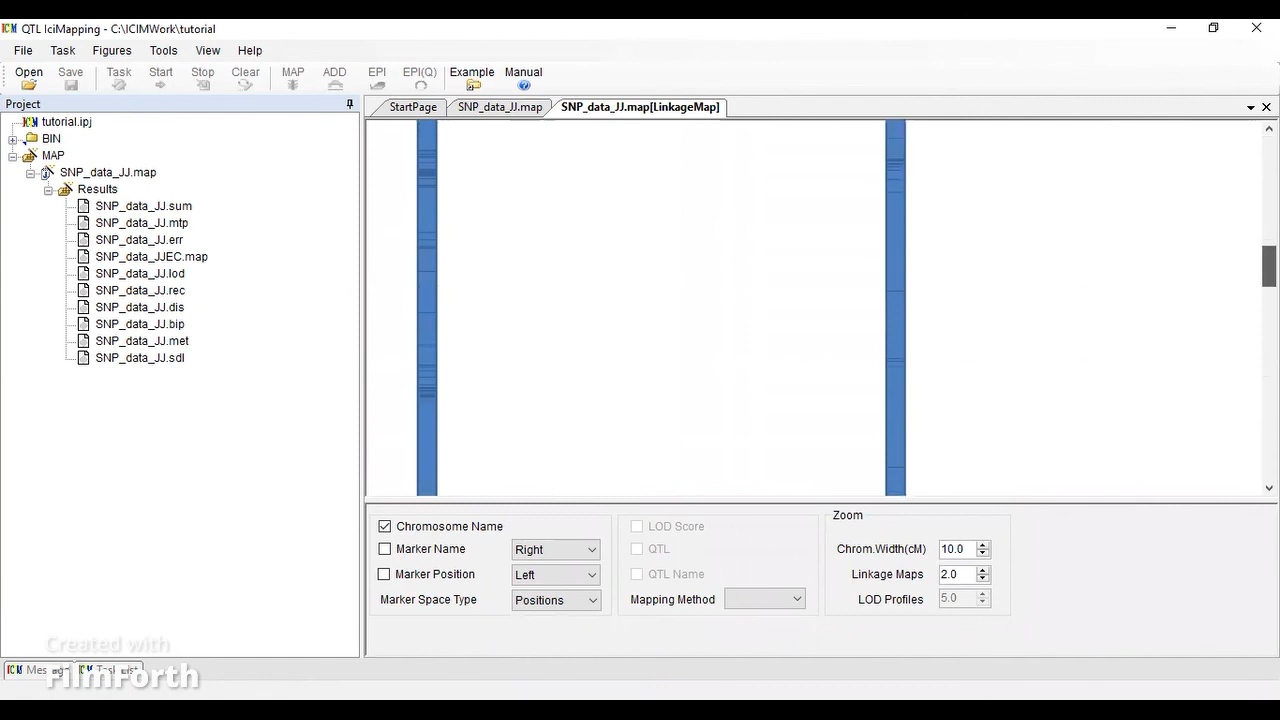 QTL IciMapping - C:\ICIMWork\tutorial
File Task Figures Tools View Help
Open Save Task Start Stop Clear MAP ADD EPI EPI(Q) Example Manual
Project
StartPage SNP_data_JJ.map SNP_data_JJ.map[LinkageMap]
tutorial.ipj
BIN
MAP
SNP_data_JJ.map
Results
SNP_data_JJ.sum
SNP_data_JJ.mtp
SNP_data_JJ.err
SNP_data_JJEC.map
SNP_data_JJ.lod
SNP_data_JJ.rec
SNP_data_JJ.dis
SNP_data_JJ.bip
SNP_data_JJ.met
SNP_data_JJ.sdl
Chromosome Name
Marker Name Right
Marker Position Left
Marker Space Type Positions
LOD Score
QTL
QTL Name
Mapping Method
Zoom
Chrom.Width(cM) 10.0
Linkage Maps 2.0
LOD Profiles 5.0
Created with
FilmForth